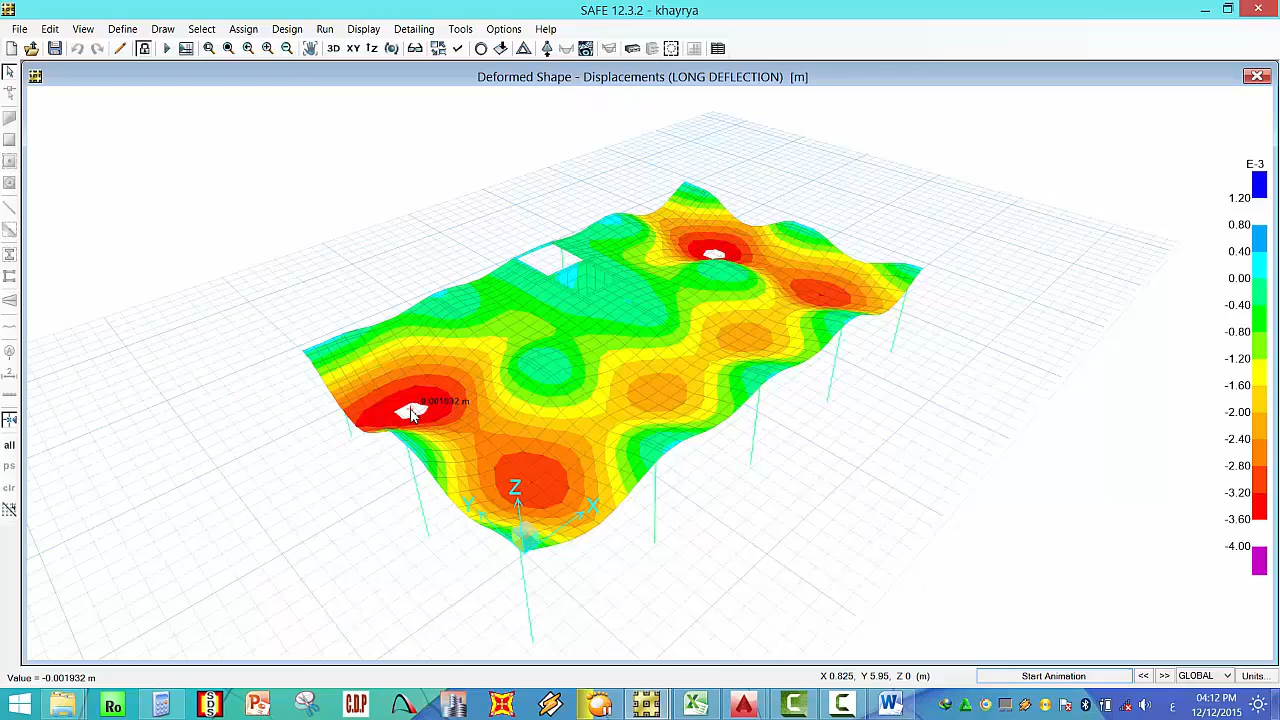 SAFE 12.3.2 - khayrya
File Edit View Define Draw Select Assign Design Run Display Detailing Tools Options Help
3D XY
Deformed Shape - Displacements (LONG DEFLECTION) [m]
E-3
1.20
0.80
0.40
0.00
-0.40
-0.80
-1.20
-1.60
-2.00
-2.40
-2.80
-3.20
-3.60
-4.00
all
ps
clr
Z
Y
X
Value = -0.001932 m
X 0.825, Y 5.95, Z 0 (m)
Start Animation
<< >>
GLOBAL
Units...
Ro
C.D.P
04:12 PM
12/12/2015